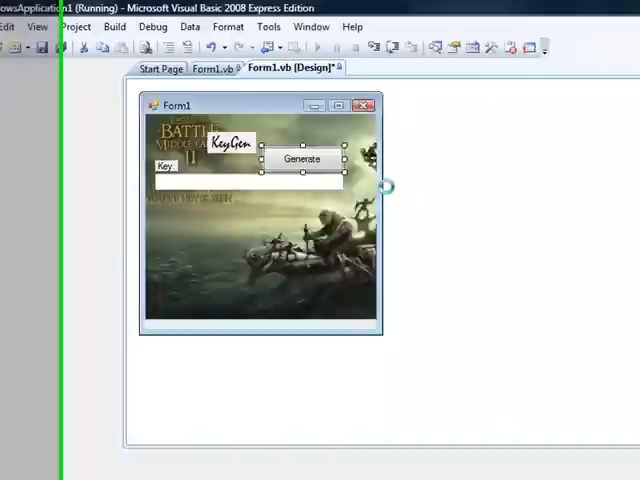 owsApplication1 (Running) - Microsoft Visual Basic 2008 Express Edition
Edit View Project Build Debug Data Format Tools Window Help
Start Page Form1.vb Form1.vb [Design]*
Form1
BATTLE
MIDDLE EA
II
KeyGen
Generate
Key: